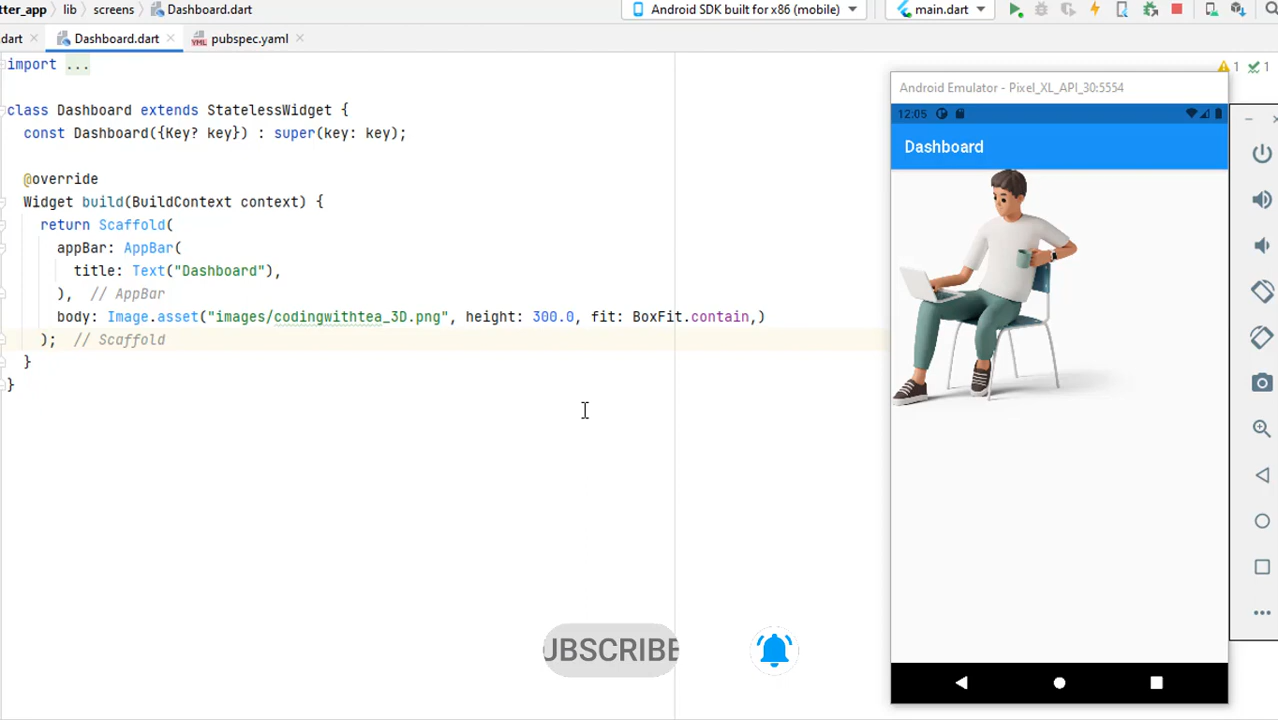 tter_app
lib
screens
Dashboard.dart
Android SDK built for x86 (mobile)
main.dart
dart
Dashboard.dart
pubspec.yaml
import ...
1
1
class Dashboard extends StatelessWidget {
const Dashboard({Key? key}) : super(key: key);
@override
Widget build(BuildContext context) {
return Scaffold(
appBar: AppBar(
title: Text("Dashboard"),
), // AppBar
body: Image.asset("images/codingwithtea_3D.png", height: 300.0, fit: BoxFit.contain,)
); // Scaffold
}
}
Android Emulator - Pixel_XL_API_30:5554
12:05
Dashboard
UBSCRIBE